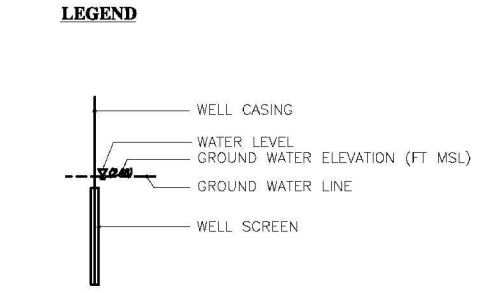 LEGEND
WELL CASING
WATER LEVEL
GROUND WATER ELEVATION (FT MSL)
GROUND WATER LINE
WELL SCREEN